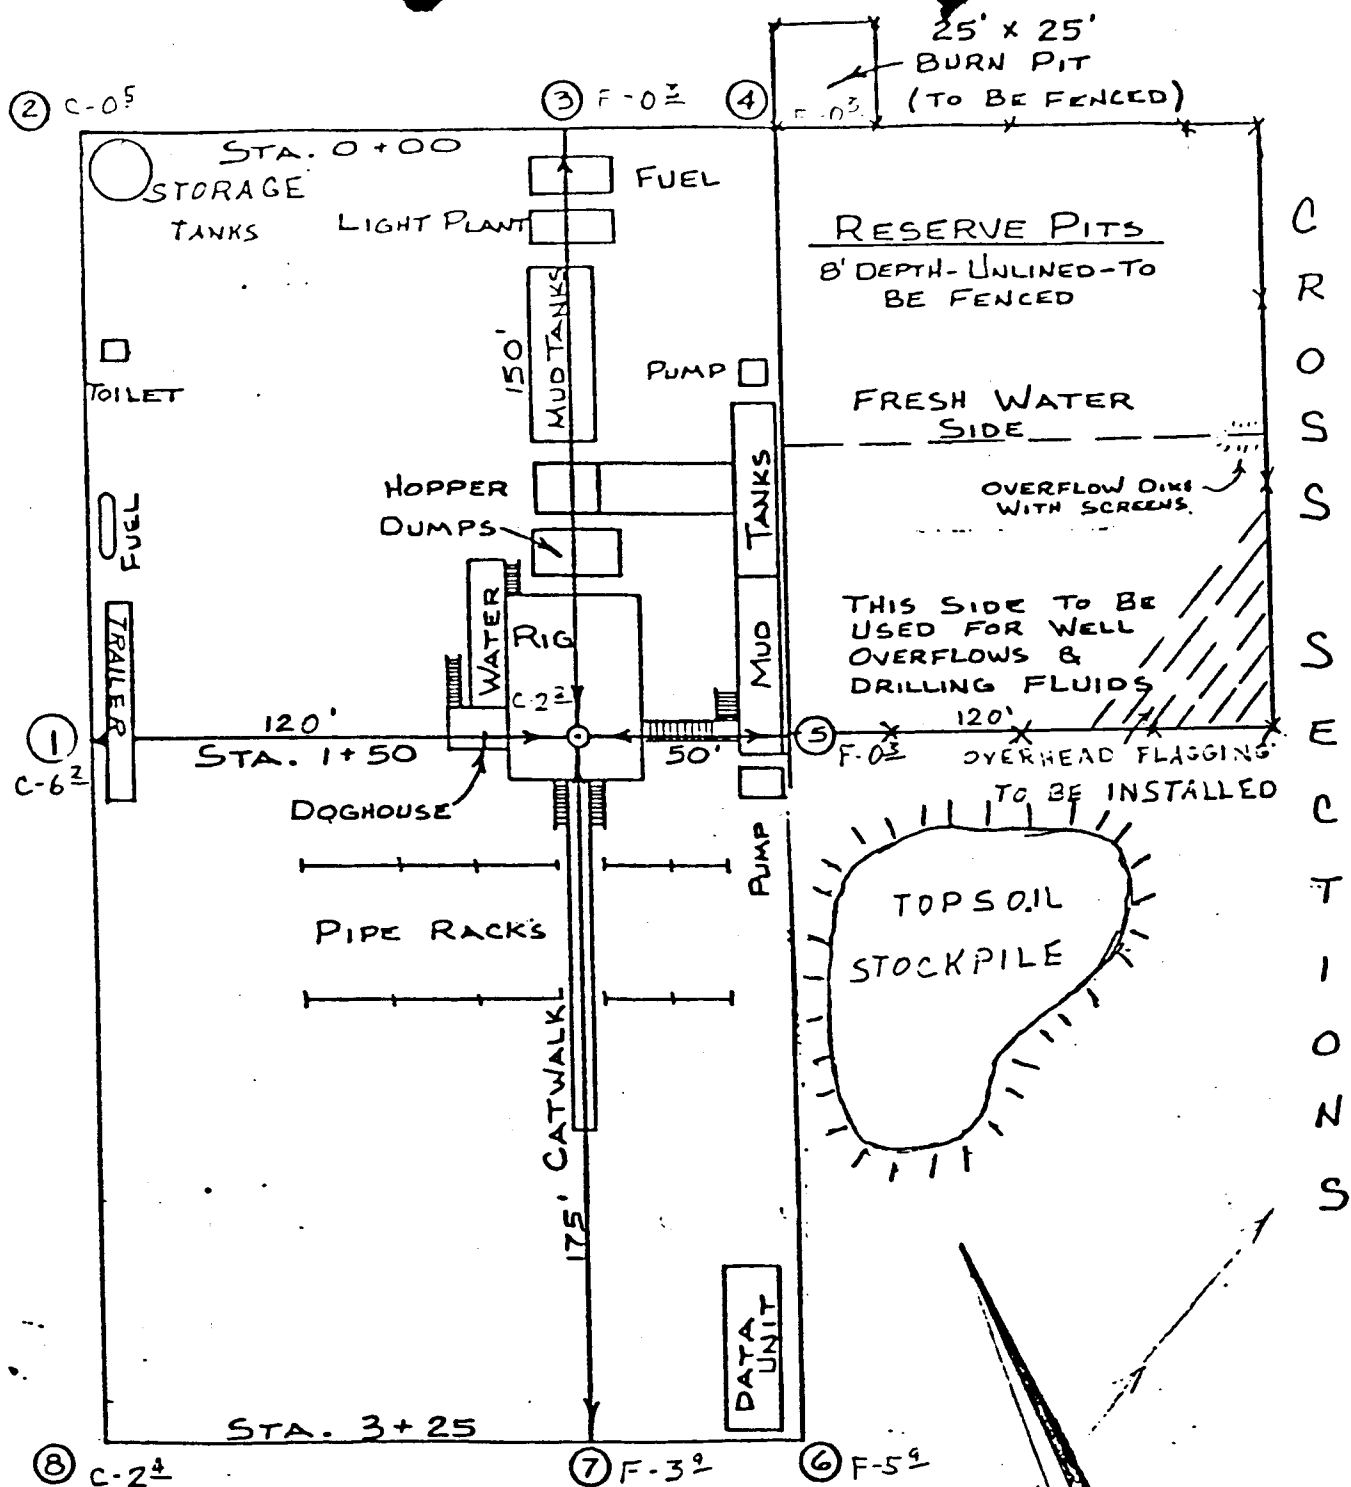 25' x 25'
BURN PIT
(TO BE FENCED)
② C-0⁵
③ F-0³
④
F-0³
STA. 0+00
STORAGE
TANKS
FUEL
LIGHT PLANT
RESERVE PITS
8' DEPTH-UNLINED-TO
BE FENCED
150'
MUD TANKS
PUMP
TOILET
FRESH WATER
SIDE
HOPPER
DUMPS
TANKS
OVERFLOW DIKE
WITH SCREENS.
FUEL
WATER
RIG
C-2³
MUD
THIS SIDE TO BE
USED FOR WELL
OVERFLOWS &
DRILLING FLUIDS
TRAILER
①
C-6²
120'
STA. 1+50
50'
⑤ F-0³
120'
OVERHEAD FLAGGING
TO BE INSTALLED
DOGHOUSE
PUMP
PIPE RACKS
TOPSOIL
STOCKPILE
CATWALK
175'
DATA
UNIT
STA. 3+25
⑧ C-2⁴
⑦ F-3⁹
⑥ F-5⁹
CROSS SECTIONS